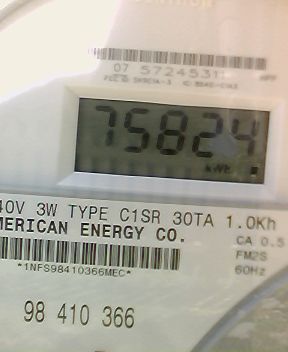 07 5724531
75824
kWh
40V 3W TYPE C1SR 30TA 1.0Kh
MERICAN ENERGY CO.
CA 0.5
*1NFS98410366MEC*
FM2S
60Hz
98 410 366